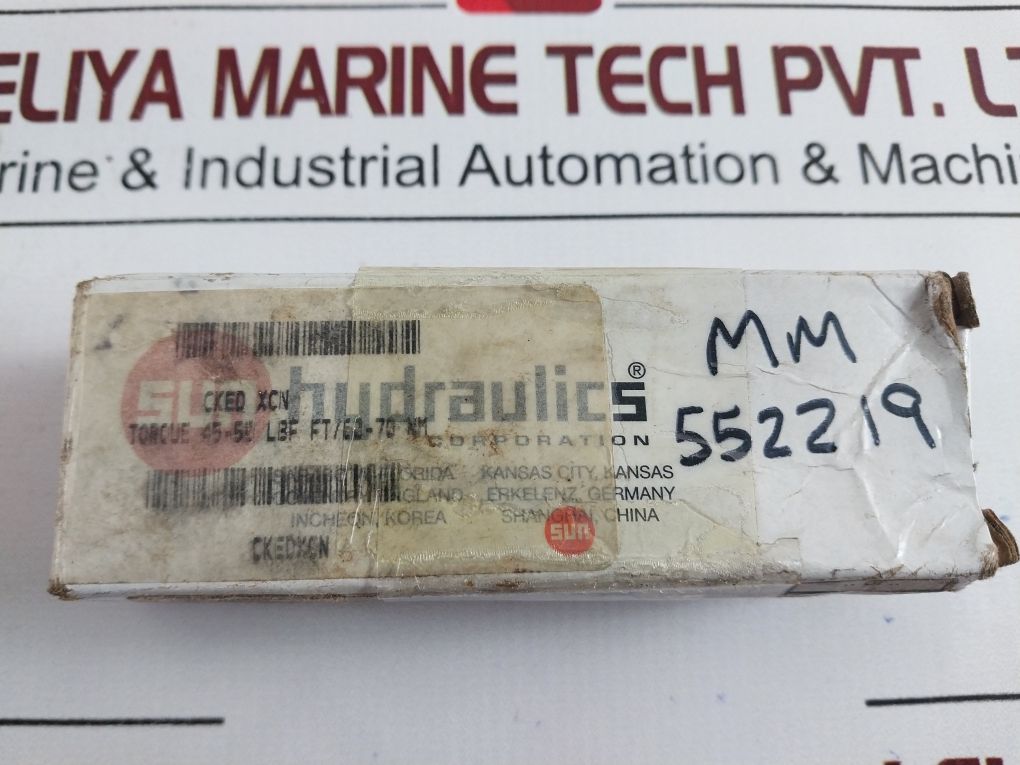 ELIYA MARINE TECH PVT. LT
rine & Industrial Automation & Machi
sun hydraulics®
CORPORATION
CKED XCN
TORQUE 45-50 LBF FT/60-70 NM
KANSAS CITY, KANSAS
ENGLAND ERKELENZ, GERMANY
INCHEON, KOREA SHANGHAI, CHINA
sun
CKEDXCN
MM
552219